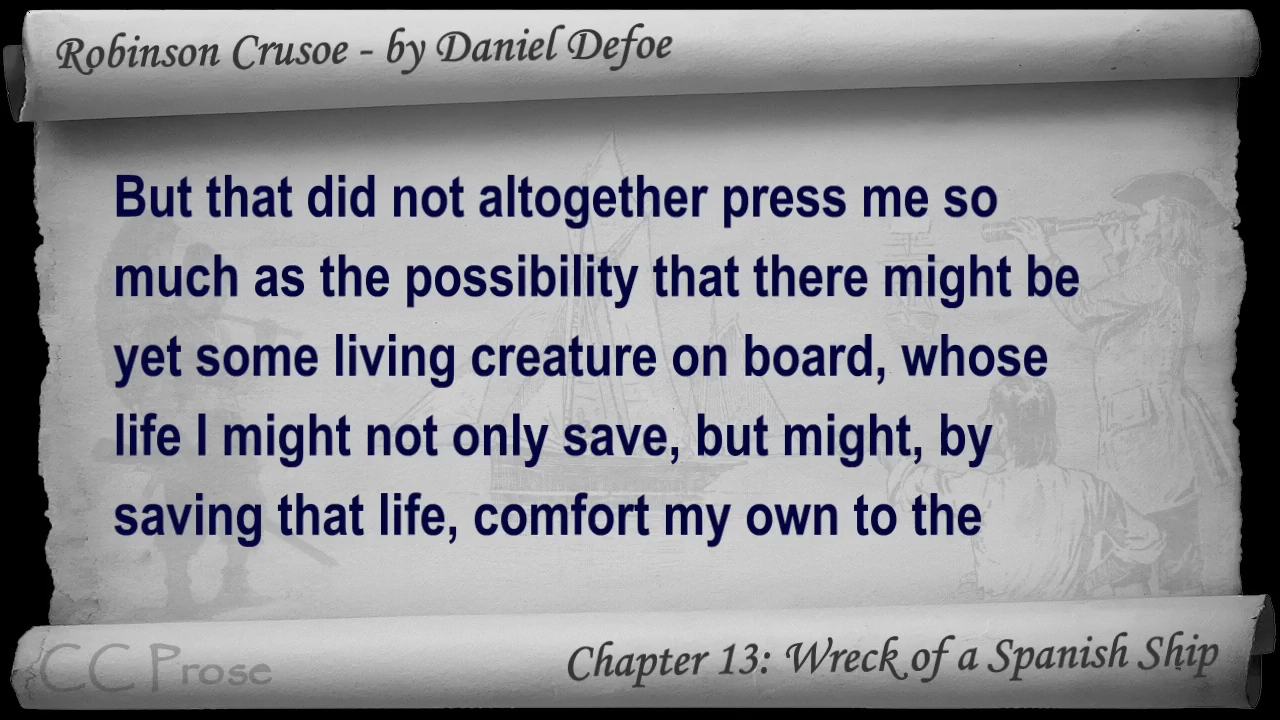 Robinson Crusoe - by Daniel Defoe
But that did not altogether press me so
much as the possibility that there might be
yet some living creature on board, whose
life I might not only save, but might, by
saving that life, comfort my own to the
CC Prose
Chapter 13: Wreck of a Spanish Ship